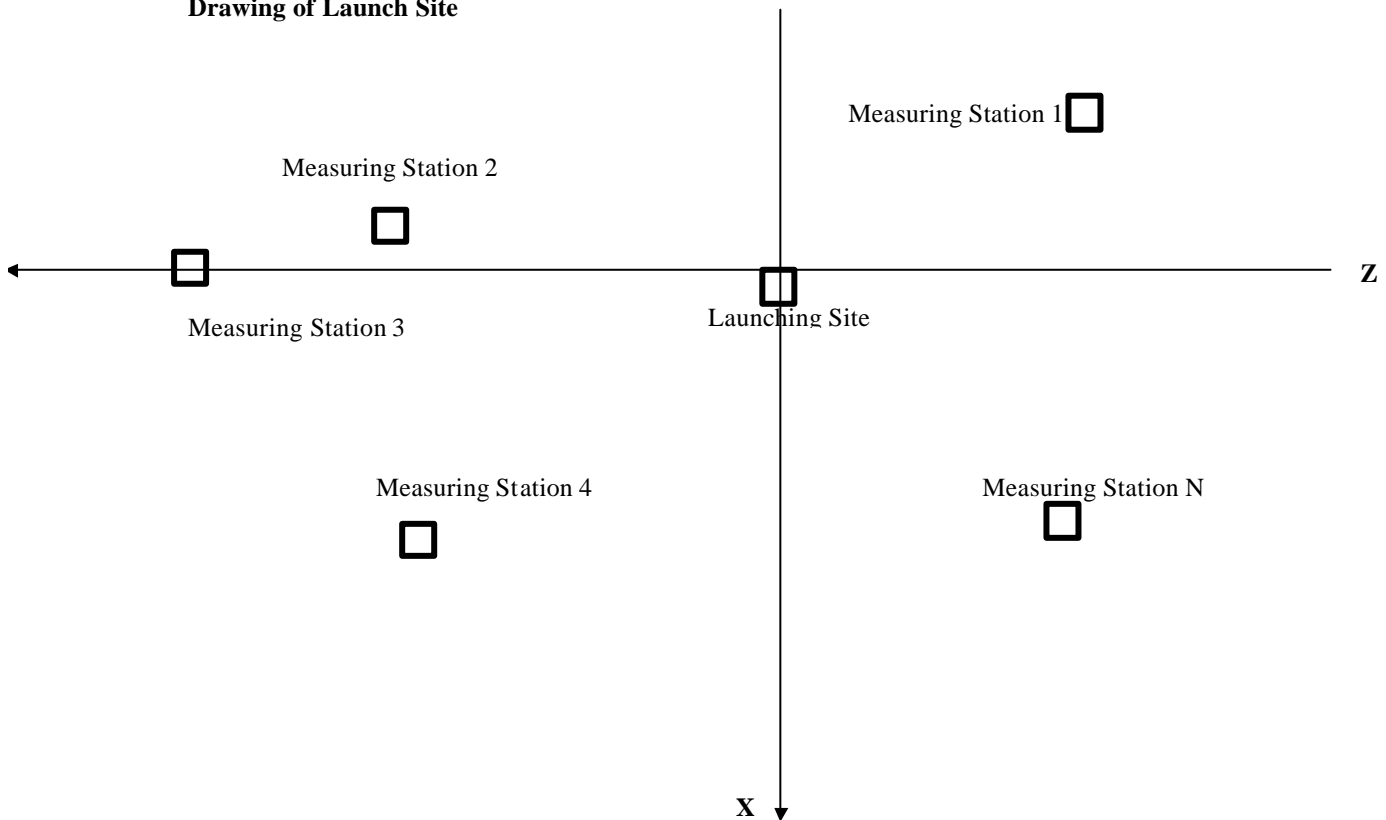 Drawing of Launch Site
Measuring Station 1
Measuring Station 2
Z
Launching Site
Measuring Station 3
Measuring Station 4
Measuring Station N
X